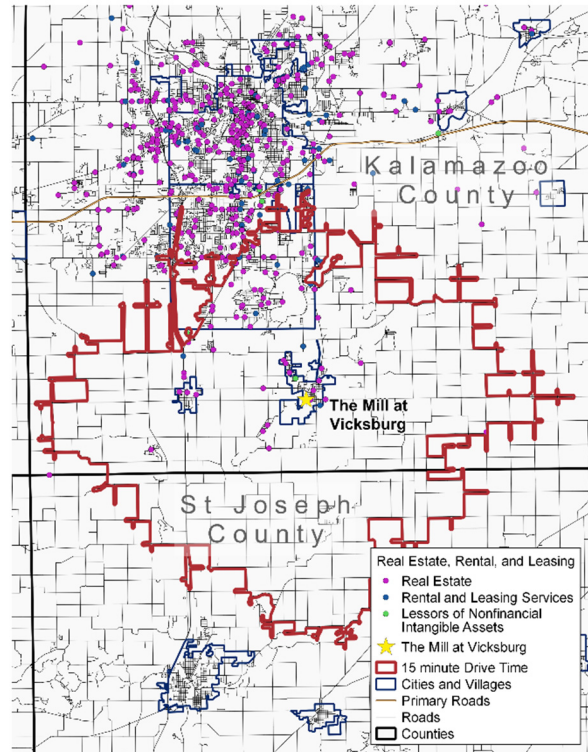 Kalamazoo
County
The Mill at
Vicksburg
St Joseph
County
Real Estate, Rental, and Leasing
Real Estate
Rental and Leasing Services
Lessors of Nonfinancial
Intangible Assets
The Mill at Vicksburg
15 minute Drive Time
Cities and Villages
Primary Roads
Roads
Counties